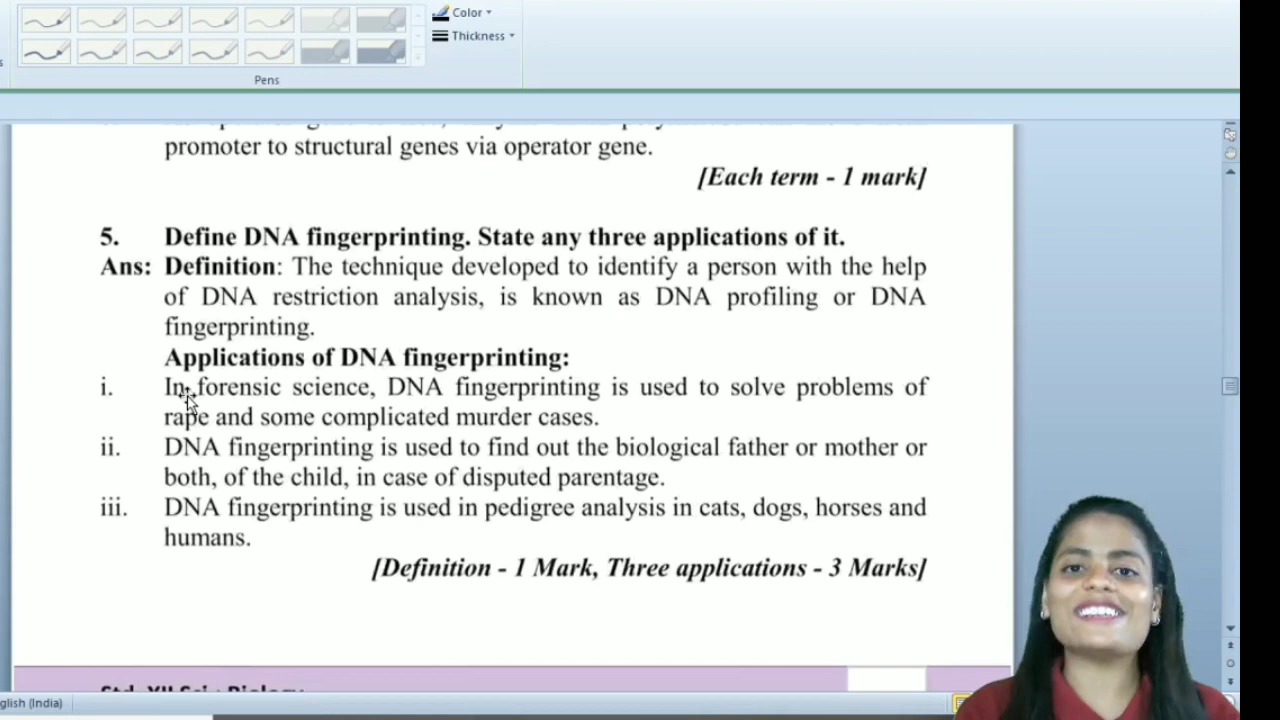 Color
Thickness
Pens
promoter to structural genes via operator gene.
[Each term - 1 mark]
5. Define DNA fingerprinting. State any three applications of it.
Ans: Definition: The technique developed to identify a person with the help
of DNA restriction analysis, is known as DNA profiling or DNA
fingerprinting.
Applications of DNA fingerprinting:
i. In forensic science, DNA fingerprinting is used to solve problems of
rape and some complicated murder cases.
ii. DNA fingerprinting is used to find out the biological father or mother or
both, of the child, in case of disputed parentage.
iii. DNA fingerprinting is used in pedigree analysis in cats, dogs, horses and
humans.
[Definition - 1 Mark, Three applications - 3 Marks]
Std. XII Sci : Biology
glish (India)